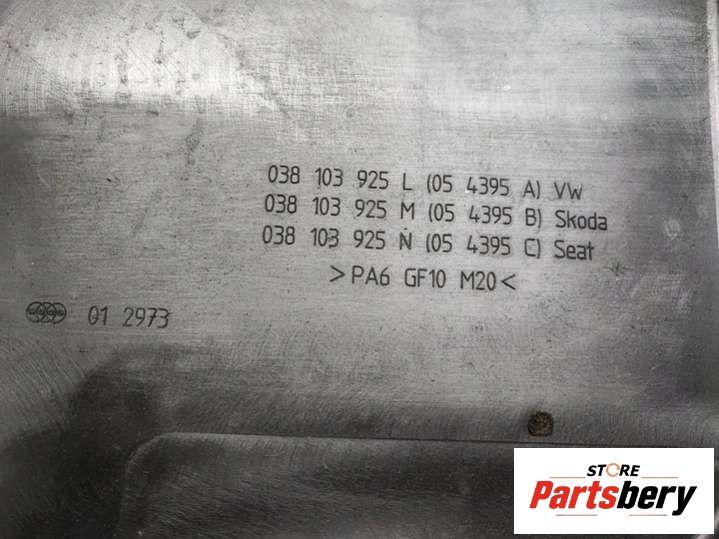 038 103 925 L (05 4395 A) VW
038 103 925 M (05 4395 B) Skoda
038 103 925 N (05 4395 C) Seat
>PA6 GF10 M20<
01 2973
STORE
Partsbery